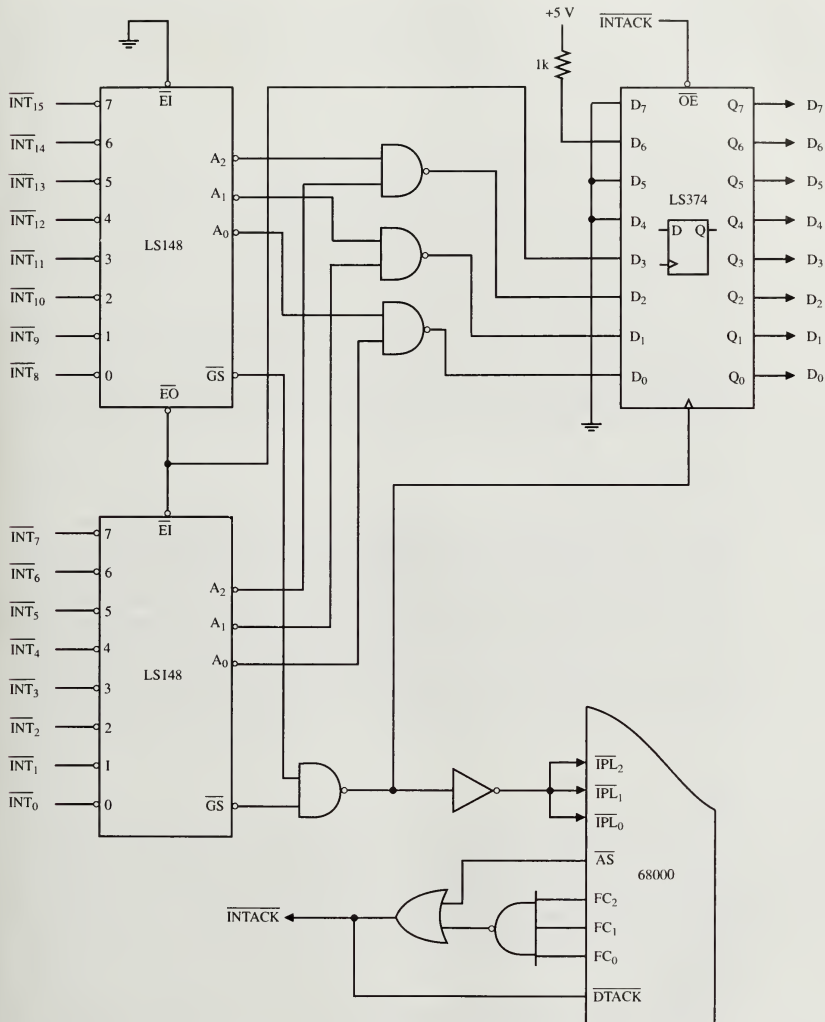 +5 V
INTACK
1k
INT15 7 EI
INT14 6
INT13 5
INT12 4
INT11 3
INT10 2
INT9 1
INT8 0
LS148
A2
A1
A0
GS
EO
OE
D7 Q7 D7
D6 Q6 D6
D5 Q5 D5
LS374
D4 Q4 D4
D Q
D3 Q3 D3
D2 Q2 D2
D1 Q1 D1
D0 Q0 D0
EI
INT7 7
INT6 6
INT5 5
INT4 4
INT3 3
INT2 2
INT1 1
INT0 0
A2
A1
LS148
A0
GS
IPL2
IPL1
IPL0
AS
68000
FC2
INTACK
FC1
FC0
DTACK